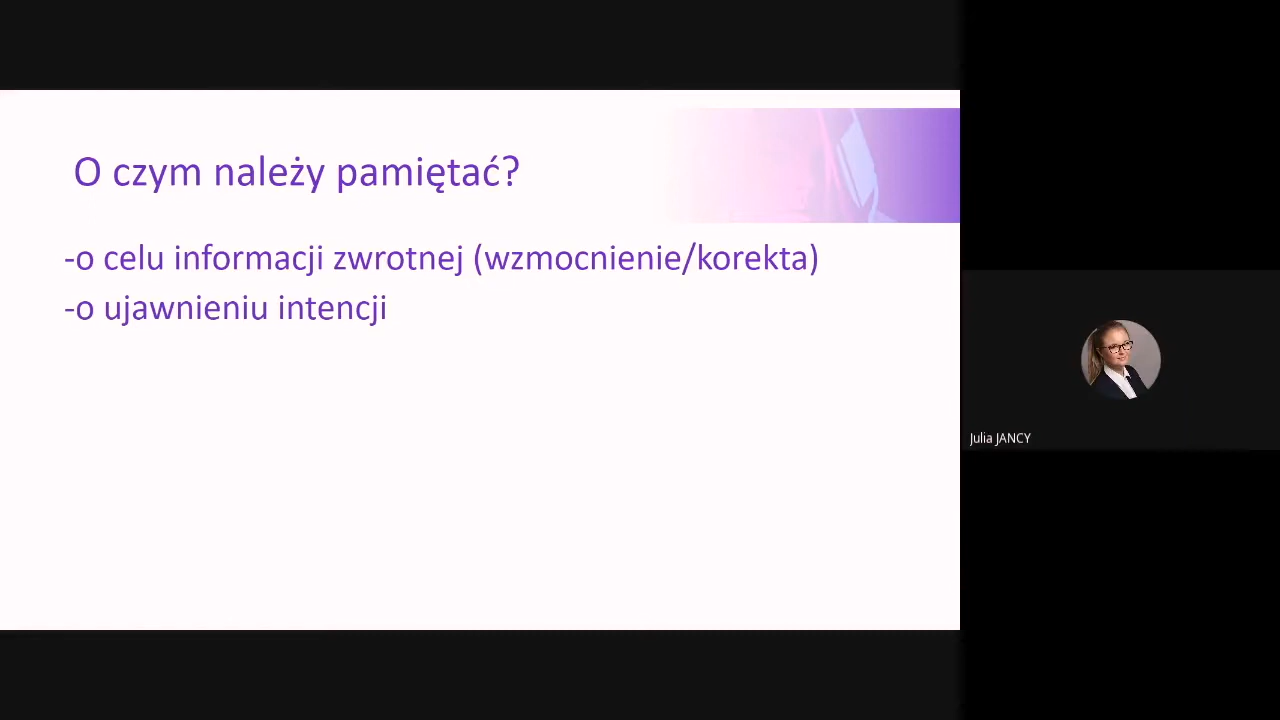 O czym należy pamiętać?
-o celu informacji zwrotnej (wzmocnienie/korekta)
-o ujawnieniu intencji
Julia JANCY